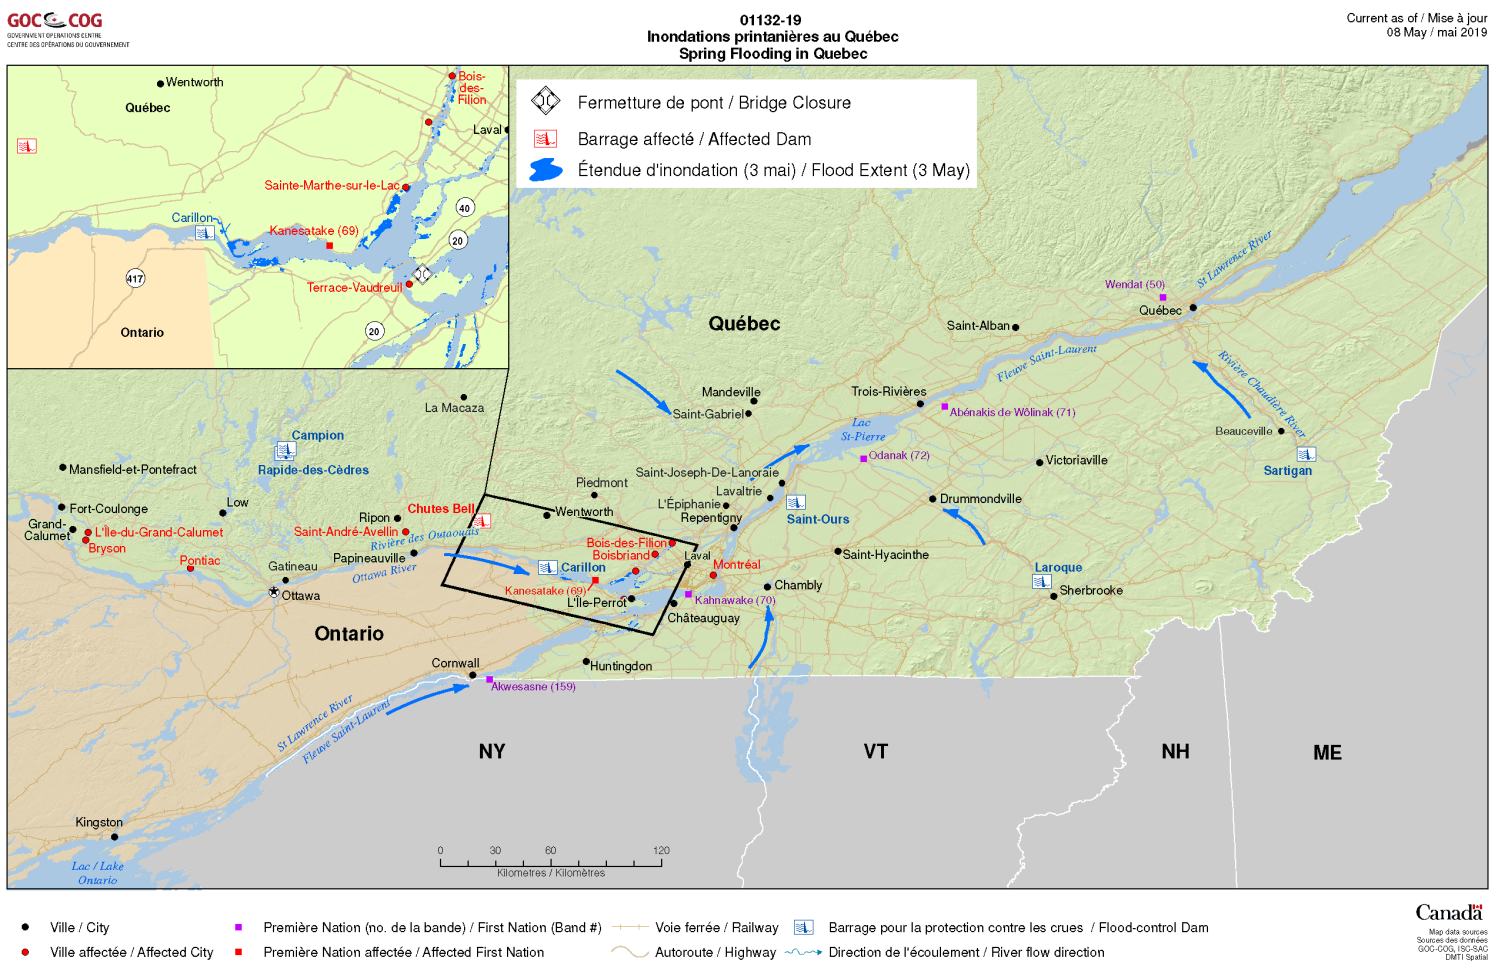 GOC COG
GOVERNMENT OPERATIONS CENTRE
CENTRE DES OPÉRATIONS DU GOUVERNEMENT
01132-19
Inondations printanières au Québec
Spring Flooding in Quebec
Current as of / Mise à jour
08 May / mai 2019
Fermetture de pont / Bridge Closure
Barrage affecté / Affected Dam
Étendue d'inondation (3 mai) / Flood Extent (3 May)
Wentworth
Québec
Bois-
des-
Filion
Laval
Sainte-Marthe-sur-le-Lac
40
Carillon
Kanesatake (69)
20
417
Terrace-Vaudreuil
Ontario
20
St Lawrence River
Wendat (50)
Québec
Québec
Saint-Alban
Fleuve Saint-Laurent
Rivière Chaudière River
La Macaza
Mandeville
Saint-Gabriel
Trois-Rivières
Abénakis de Wôlinak (71)
Lac
St-Pierre
Beauceville
Campion
Rapide-des-Cèdres
Mansfield-et-Pontefract
Odanak (72)
Victoriaville
Sartigan
Saint-Joseph-De-Lanoraie
Piedmont
Lavaltrie
L'Épiphanie
Repentigny
Drummondville
Saint-Ours
Fort-Coulonge
Low
Chutes Bell
Wentworth
Grand-
Calumet
L'Île-du-Grand-Calumet
Bryson
Ripon
Saint-André-Avellin
Rivière des Outaouais
Papineauville
Bois-des-Filion
Boisbriand
Laval
Saint-Hyacinthe
Pontiac
Gatineau
Ottawa River
Ottawa
Carillon
Montréal
Laroque
Kanesatake (69)
L'Île-Perrot
Kahnawake (70)
Chambly
Sherbrooke
Châteauguay
Ontario
Cornwall
Huntingdon
Akwesasne (159)
St Lawrence River
Fleuve Saint-Laurent
NY
VT
NH
ME
Kingston
Lac / Lake
Ontario
0 30 60 120
Kilometres / Kilomètres
Ville / City
Ville affectée / Affected City
Première Nation (no. de la bande) / First Nation (Band #)
Première Nation affectée / Affected First Nation
Voie ferrée / Railway
Autoroute / Highway
Barrage pour la protection contre les crues / Flood-control Dam
Direction de l'écoulement / River flow direction
Canada
Map data sources
Sources des données
GOC-COG, ISC-SAC
DMTI Spatial